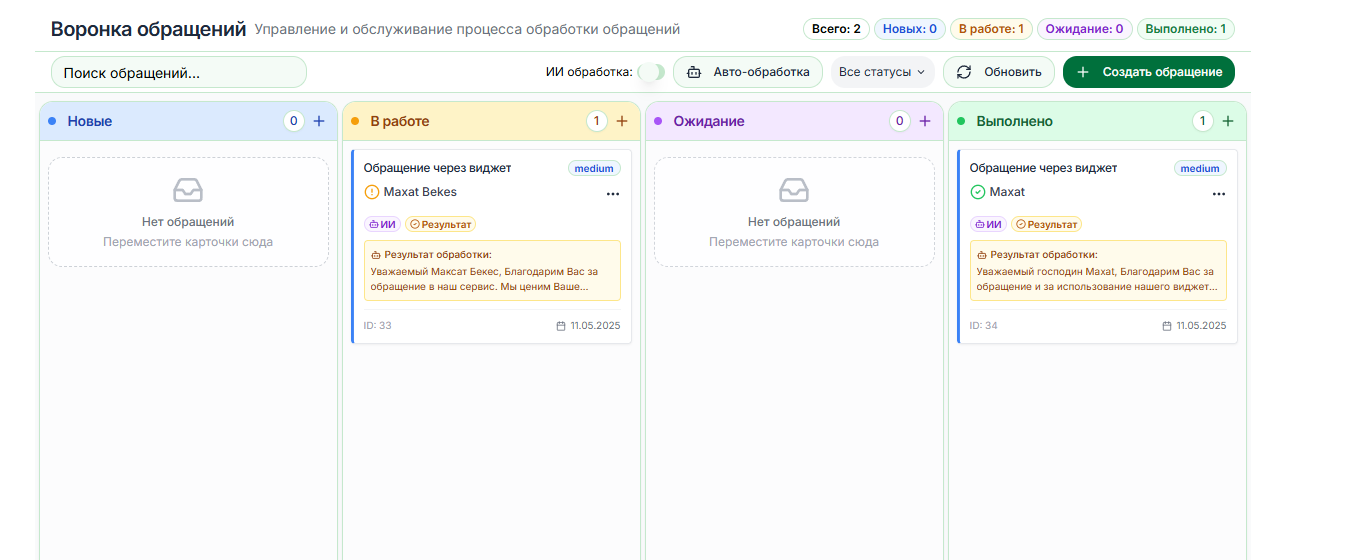 Воронка обращений Управление и обслуживание процесса обработки обращений Всего: 2 Новых: 0 В работе: 1 Ожидание: 0 Выполнено: 1
Поиск обращений... ИИ обработка: Авто-обработка Все статусы Обновить + Создать обращение
Новые 0 +
Нет обращений
Переместите карточки сюда
В работе 1 +
Обращение через виджет medium
Maxat Bekes ...
ИИ Результат
Результат обработки:
Уважаемый Максат Бекес, Благодарим Вас за
обращение в наш сервис. Мы ценим Ваше...
ID: 33 11.05.2025
Ожидание 0 +
Нет обращений
Переместите карточки сюда
Выполнено 1 +
Обращение через виджет medium
Maxat ...
ИИ Результат
Результат обработки:
Уважаемый господин Maxat, Благодарим Вас за
обращение и за использование нашего виджет...
ID: 34 11.05.2025